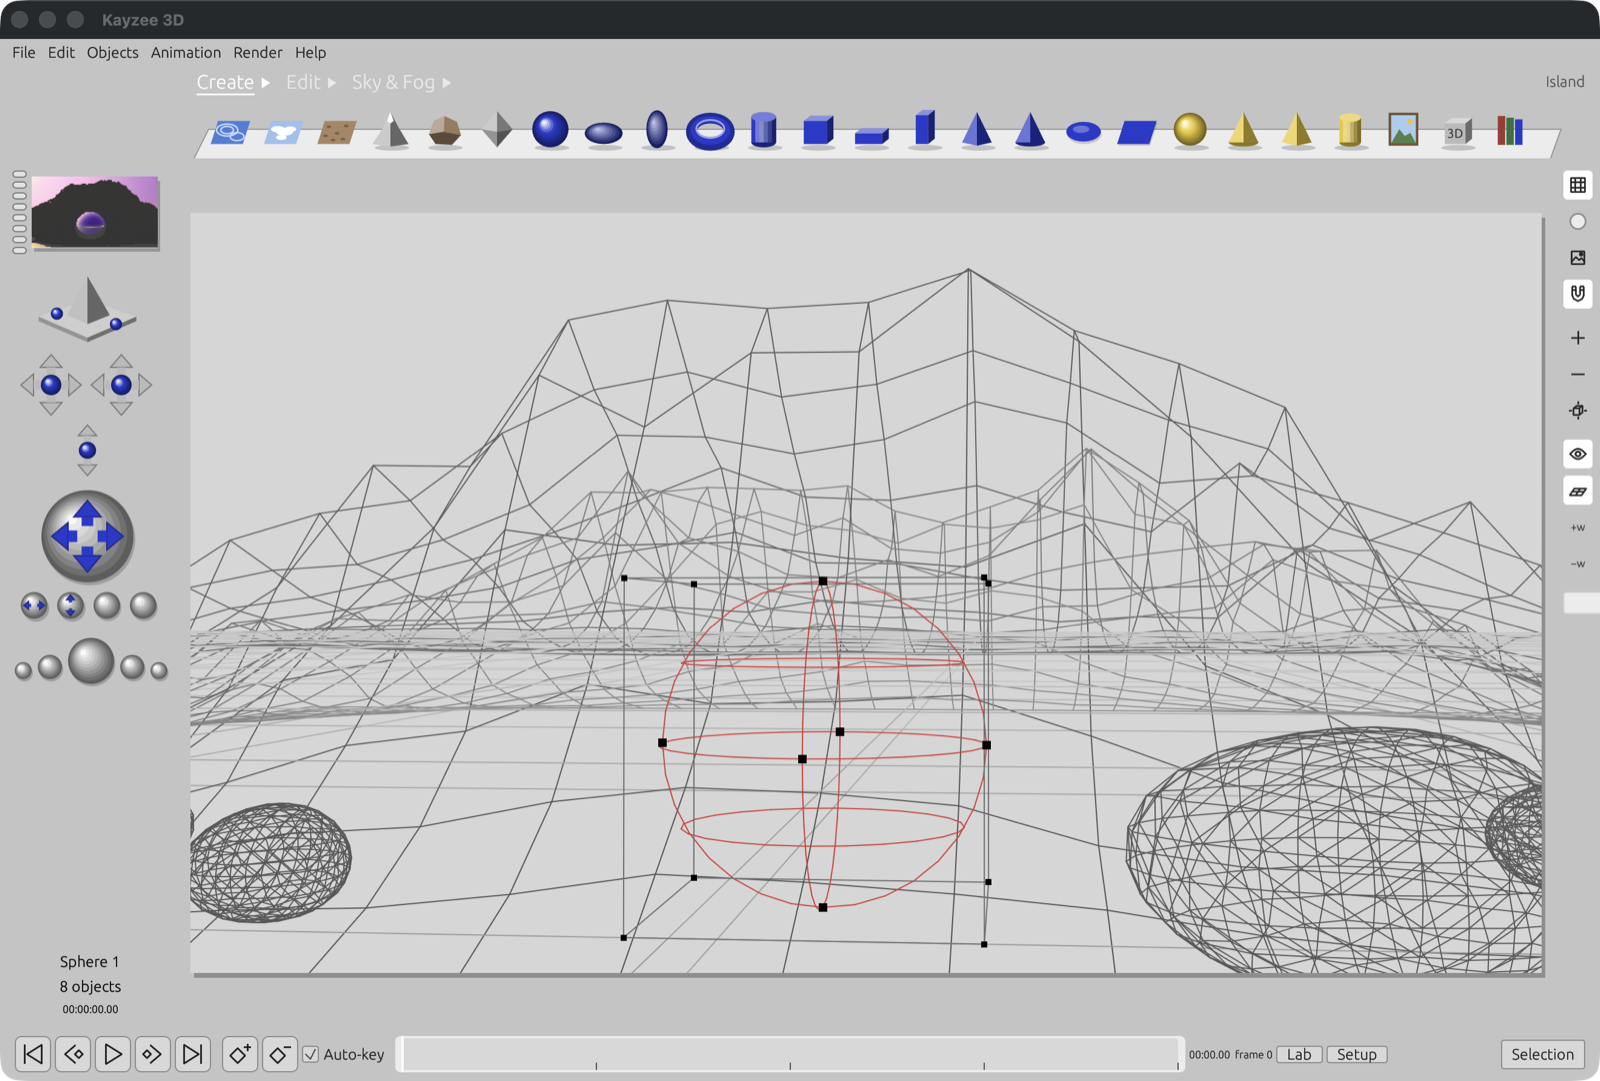 Kayzee 3D
File Edit Objects Animation Render Help
Create Edit Sky & Fog
Island
3D
+w
-w
Sphere 1
8 objects
00:00:00.00
Auto-key
00:00.00 frame 0 Lab Setup Selection